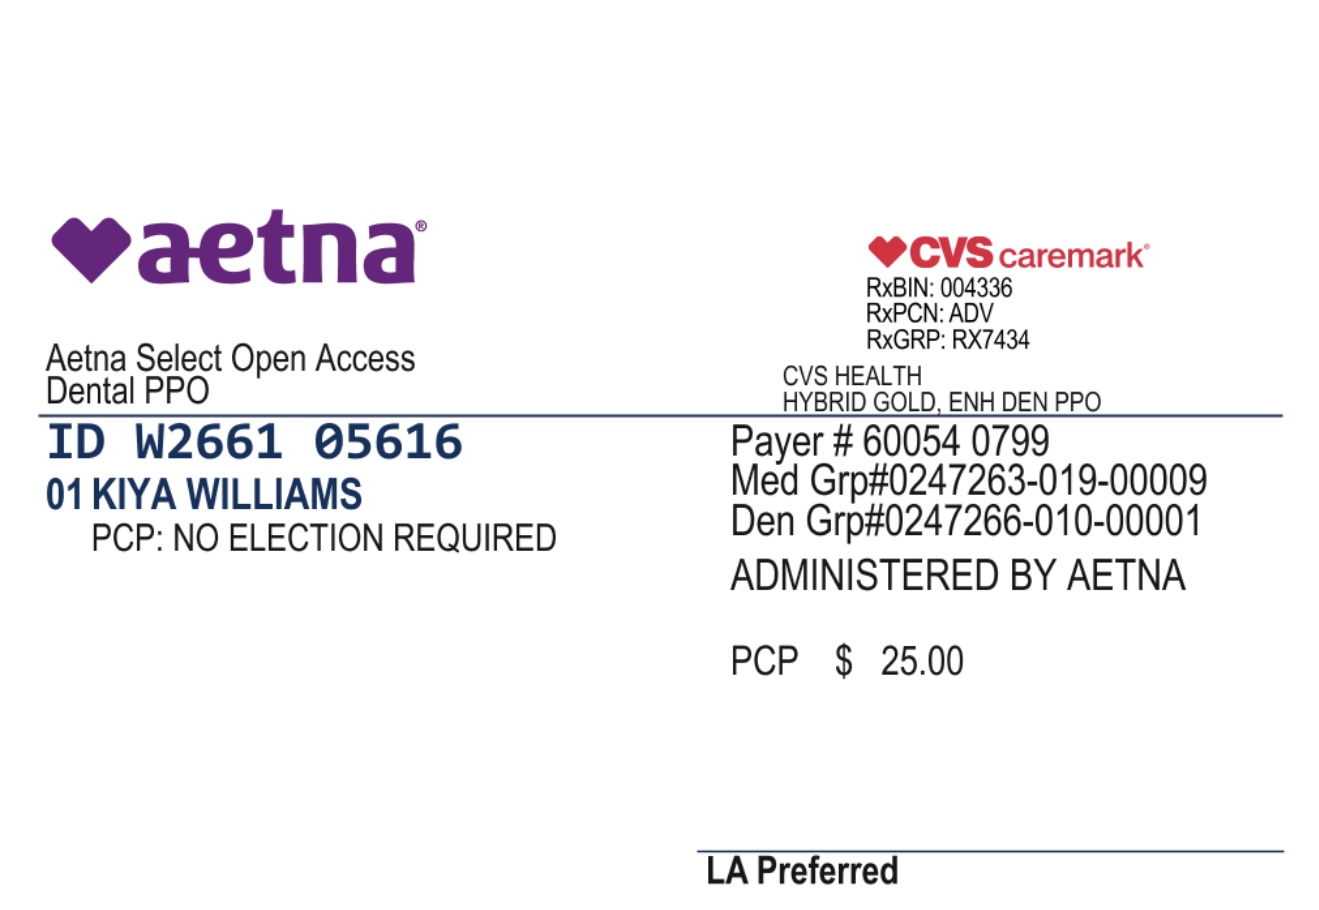 aetna®
Aetna Select Open Access
Dental PPO
CVS caremark®
RxBIN: 004336
RxPCN: ADV
RxGRP: RX7434
CVS HEALTH
HYBRID GOLD, ENH DEN PPO
ID W2661 05616
01 KIYA WILLIAMS
PCP: NO ELECTION REQUIRED
Payer # 60054 0799
Med Grp#0247263-019-00009
Den Grp#0247266-010-00001
ADMINISTERED BY AETNA
PCP $ 25.00
LA Preferred